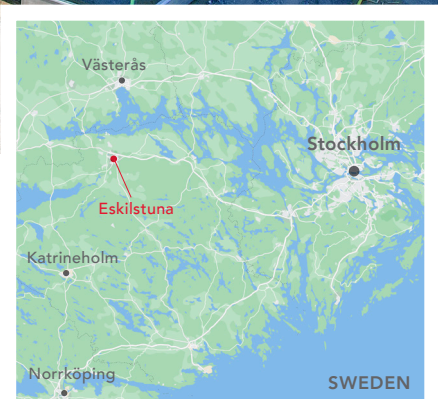 Västerås
Stockholm
Eskilstuna
Katrineholm
Norrköping
SWEDEN